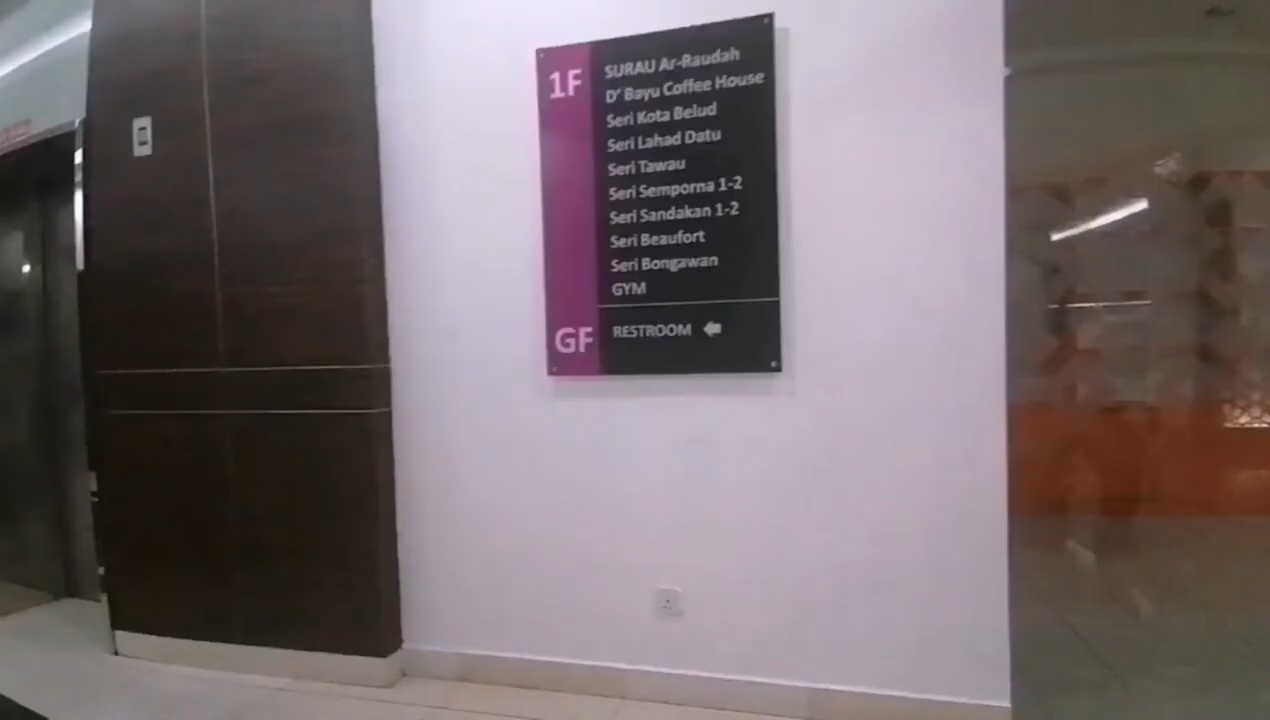 1F
SURAU Ar-Raudah
D' Bayu Coffee House
Seri Kota Belud
Seri Lahad Datu
Seri Tawau
Seri Semporna 1-2
Seri Sandakan 1-2
Seri Beaufort
Seri Bongawan
GYM
GF
RESTROOM